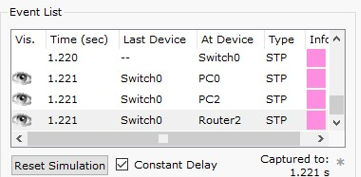 Event List
Vis. Time (sec) Last Device At Device Type Info
1.220 -- Switch0 STP
1.221 Switch0 PC0 STP
1.221 Switch0 PC2 STP
1.221 Switch0 Router2 STP
Reset Simulation Constant Delay Captured to: *
1.221 s